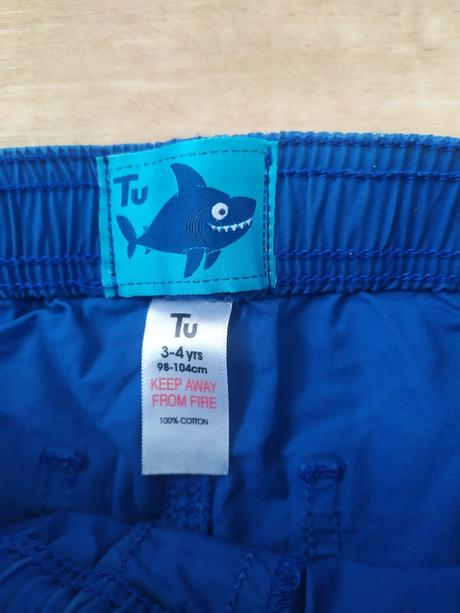 Tu
Tu
3-4 yrs
98-104cm
KEEP AWAY
FROM FIRE
100% COTTON